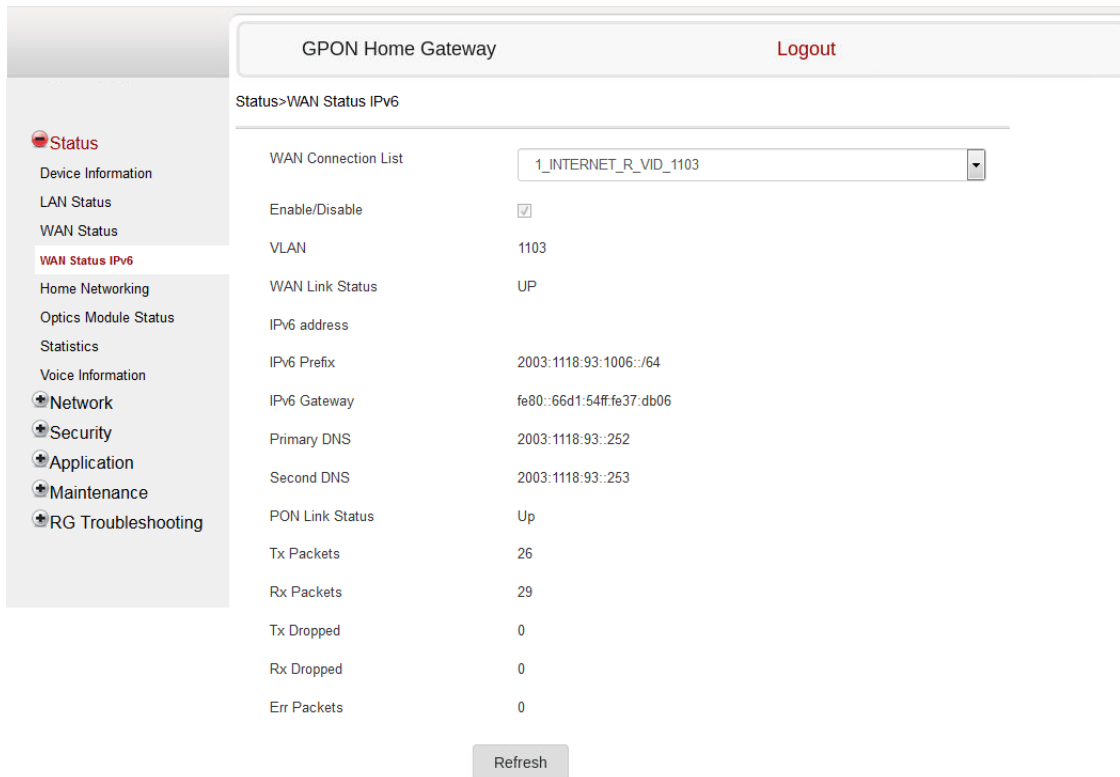 GPON Home Gateway Logout
Status>WAN Status IPv6
Status
Device Information
LAN Status
WAN Status
WAN Status IPv6
Home Networking
Optics Module Status
Statistics
Voice Information
Network
Security
Application
Maintenance
RG Troubleshooting
WAN Connection List 1_INTERNET_R_VID_1103
Enable/Disable
VLAN 1103
WAN Link Status UP
IPv6 address
IPv6 Prefix 2003:1118:93:1006::/64
IPv6 Gateway fe80::66d1:54ff:fe37:db06
Primary DNS 2003:1118:93::252
Second DNS 2003:1118:93::253
PON Link Status Up
Tx Packets 26
Rx Packets 29
Tx Dropped 0
Rx Dropped 0
Err Packets 0
Refresh